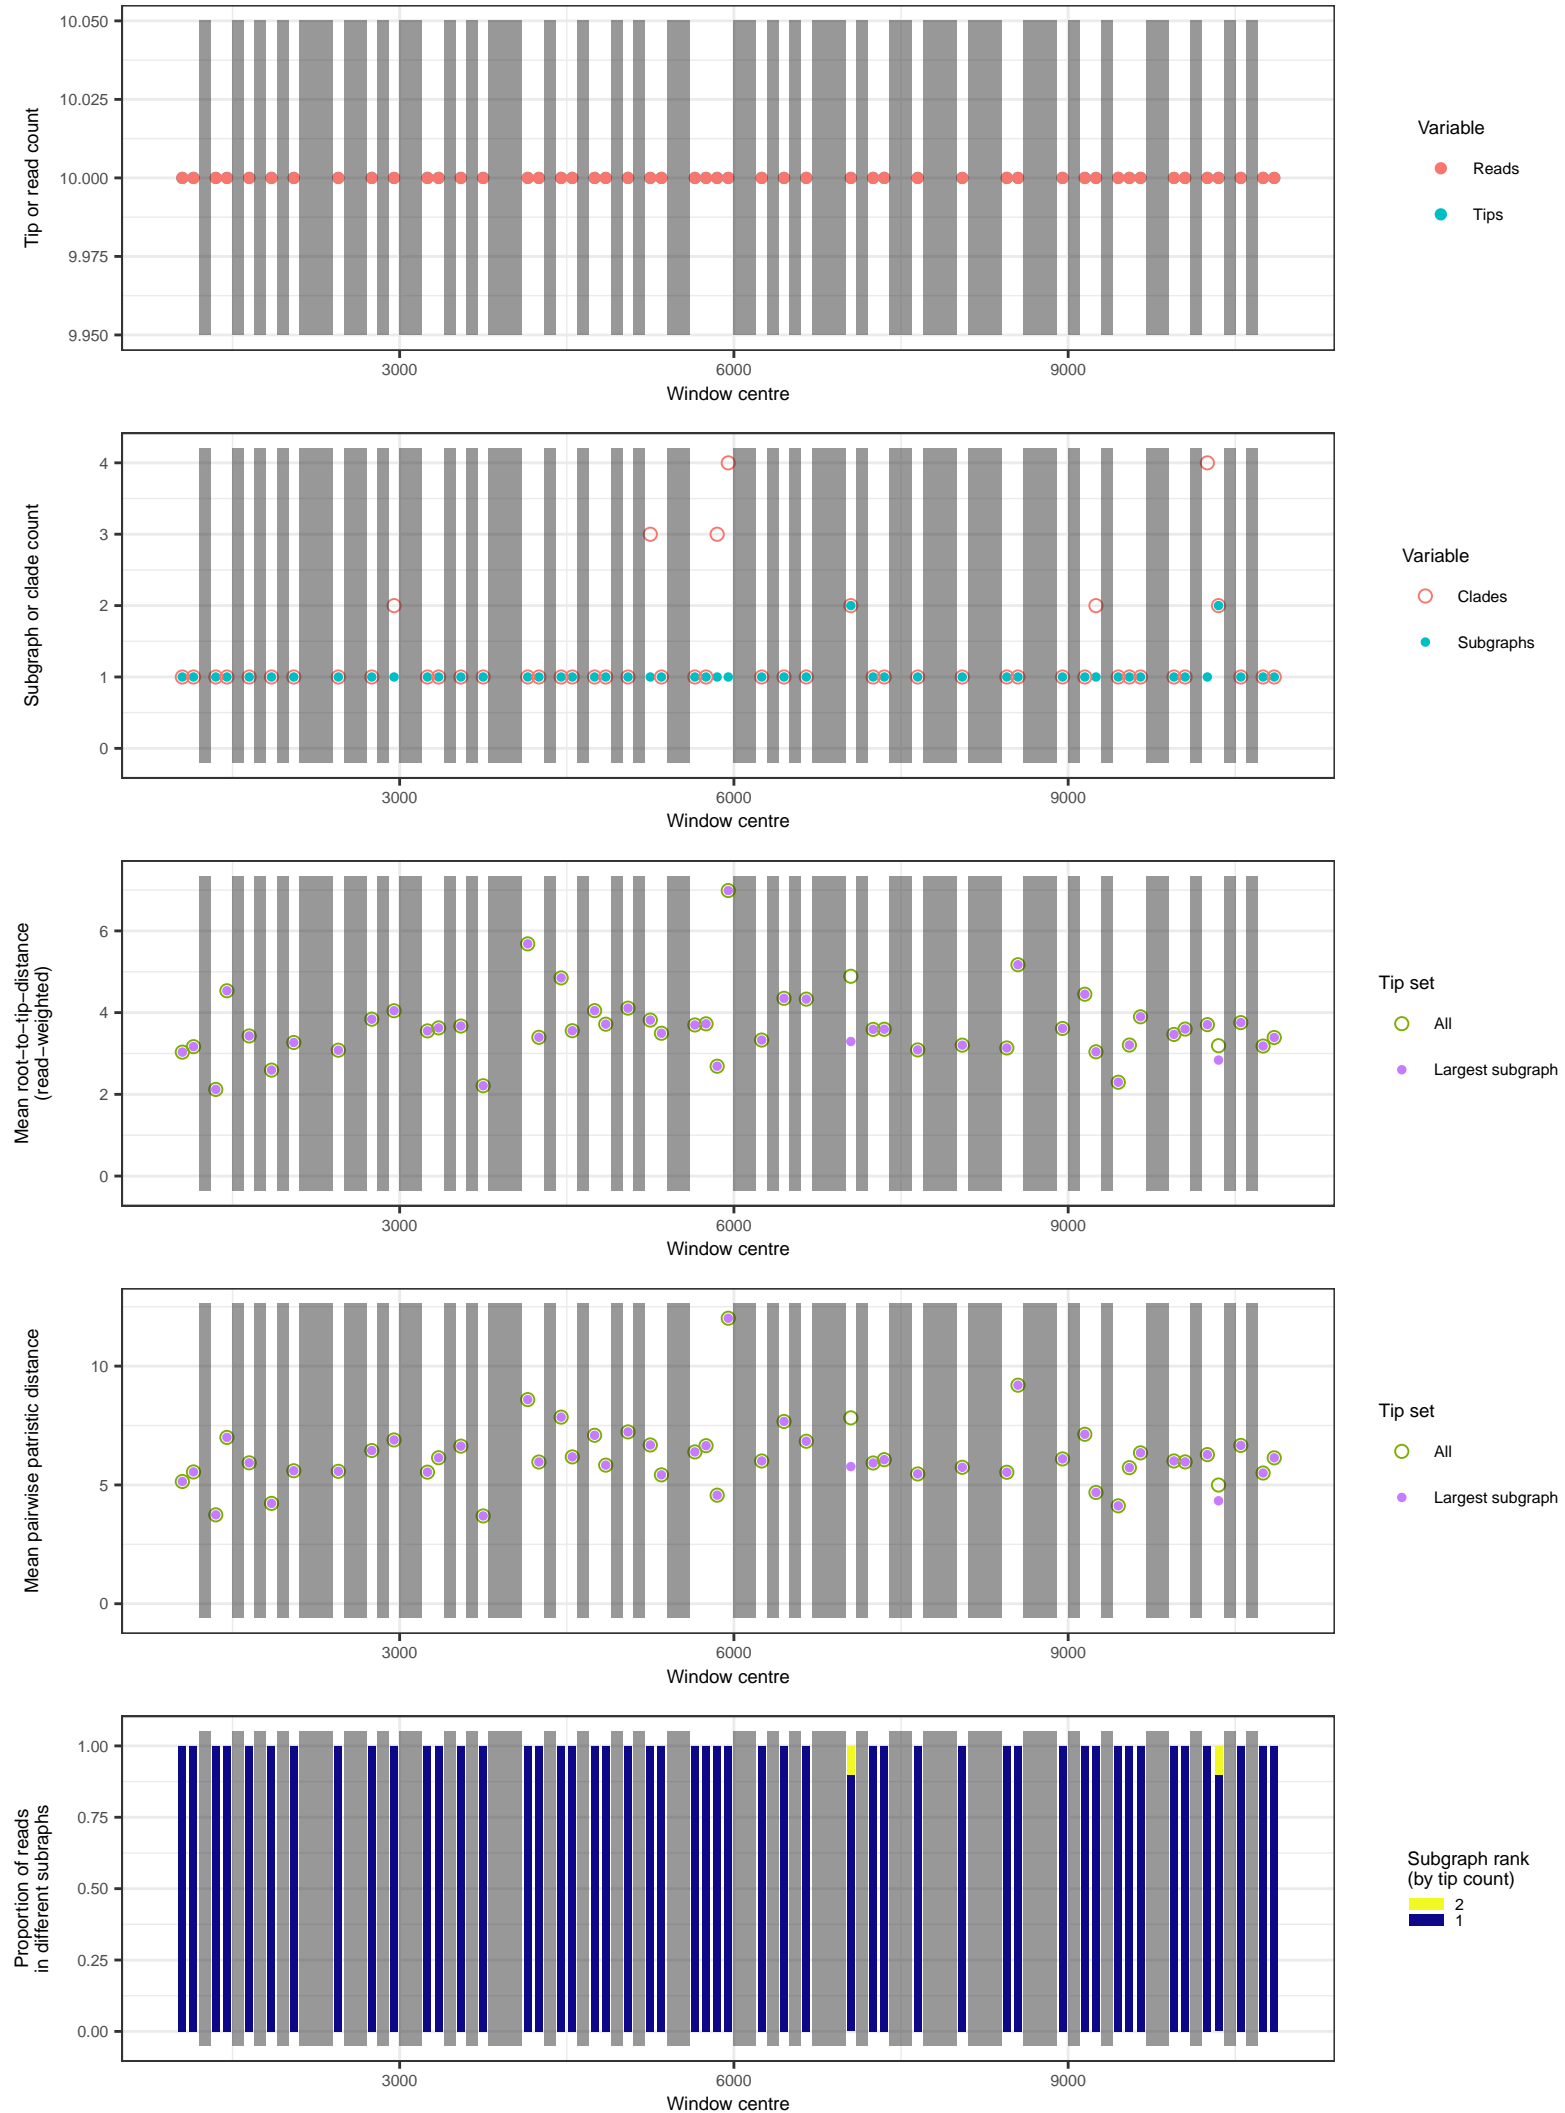 10.050
10.025
10.000
9.975
9.950
Tip or read count
3000
6000
9000
Window centre
Variable
Reads
Tips
4
3
2
1
0
Subgraph or clade count
3000
6000
9000
Window centre
Variable
Clades
Subgraphs
6
4
2
0
Mean root−to−tip−distance
(read−weighted)
3000
6000
9000
Window centre
Tip set
All
Largest subgraph
10
5
0
Mean pairwise patristic distance
3000
6000
9000
Window centre
Tip set
All
Largest subgraph
1.00
0.75
0.50
0.25
0.00
Proportion of reads
in different subraphs
3000
6000
9000
Window centre
Subgraph rank
(by tip count)
2
1